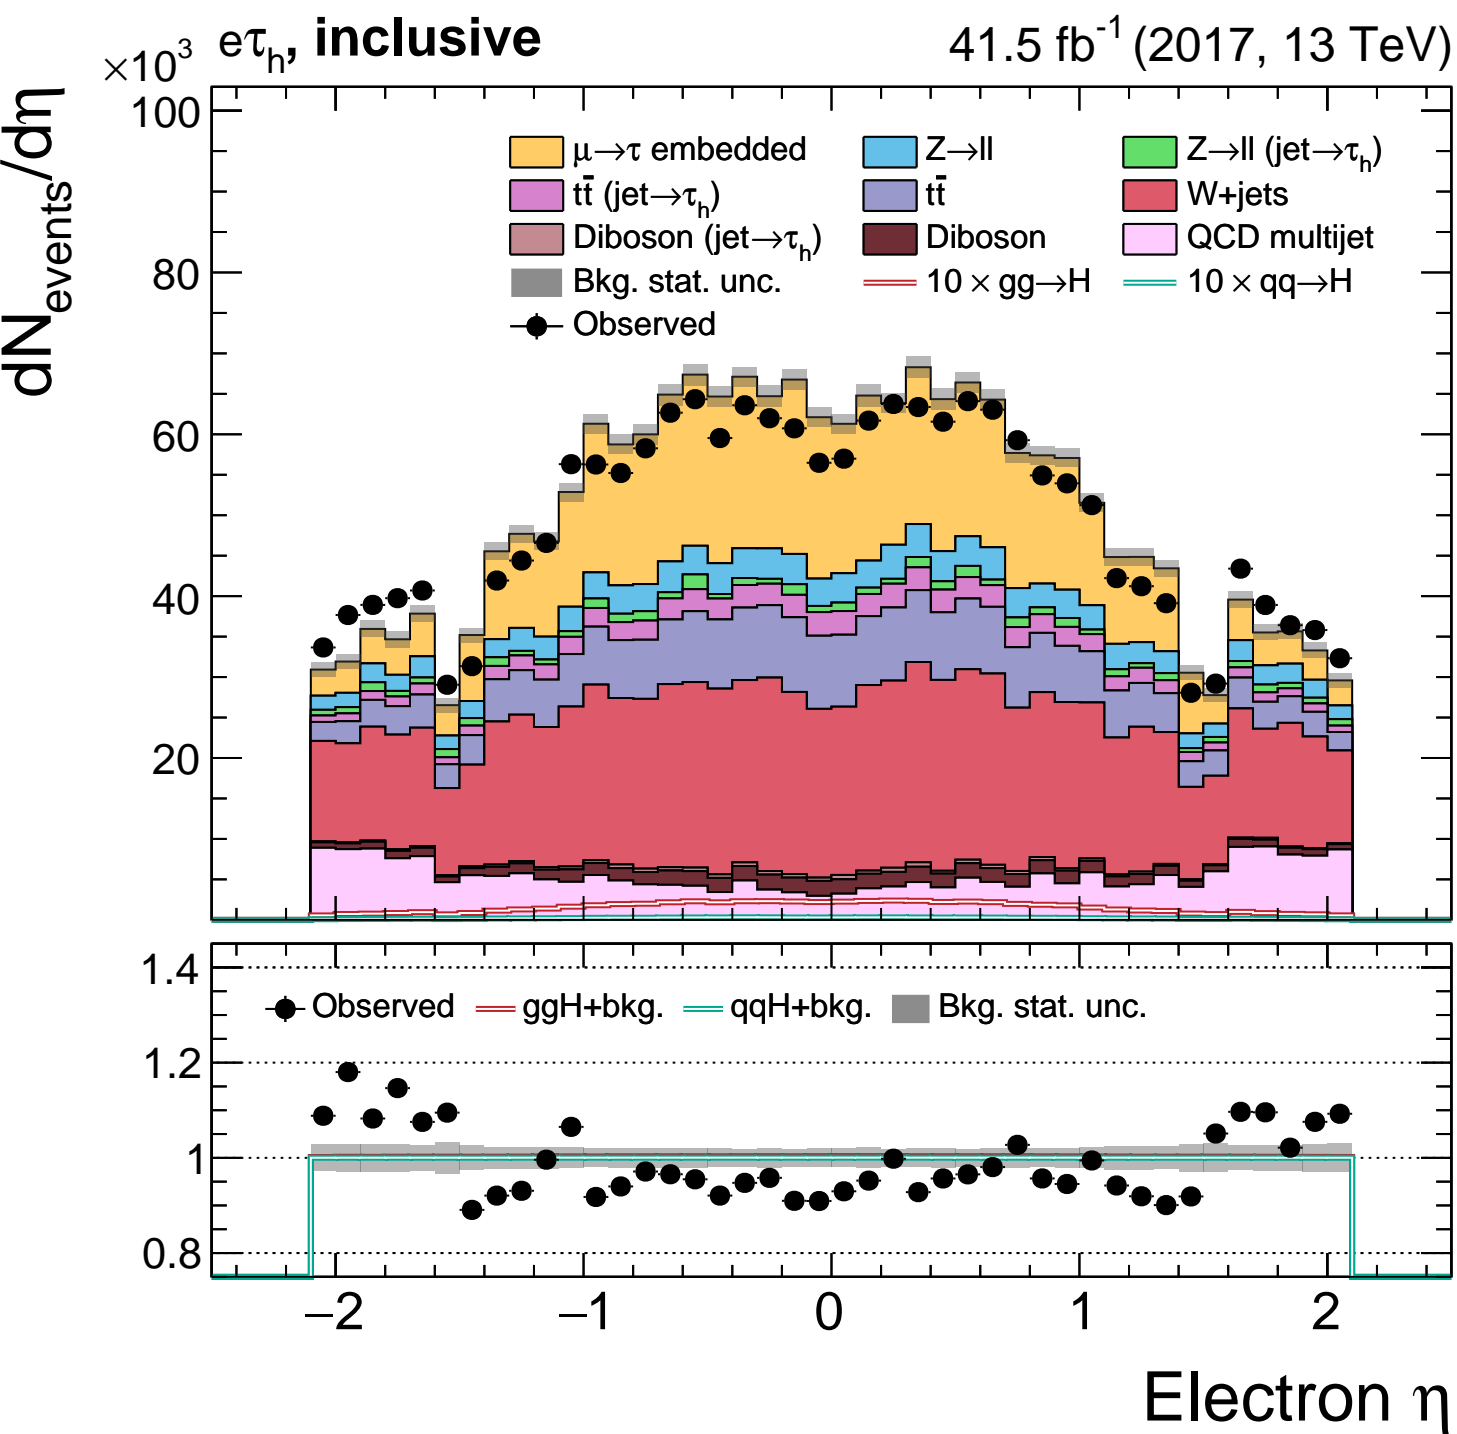 ×10³ eτh, inclusive 41.5 fb⁻¹ (2017, 13 TeV)
dNevents/dη
100
80
60
40
20
μ→τ embedded Z→ll Z→ll (jet→τh)
tt̄ (jet→τh) tt̄ W+jets
Diboson (jet→τh) Diboson QCD multijet
Bkg. stat. unc. 10 × gg→H 10 × qq→H
Observed
1.4
1.2
1
0.8
Observed ggH+bkg. qqH+bkg. Bkg. stat. unc.
−2 −1 0 1 2
Electron η